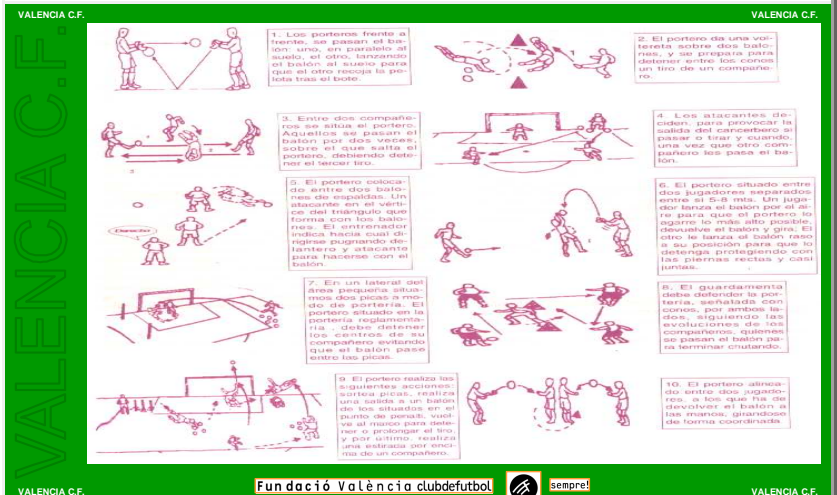 VALENCIA C.F.
VALENCIA C.F.
VALENCIA C.F.
1. Los porteros frente a
frente, se pasan el ba-
lón: uno, en paralelo al
suelo, el otro, lanzando
el balón al suelo para
que el otro recoja la pe-
lota tras el bote.
2. El portero da una vol-
tereta sobre dos balo-
nes, y se prepara para
detener entre los conos
un tiro de un compañe-
ro.
3. Entre dos compañe-
ros se situa el portero.
Aquellos se pasan el
balón por dos veces,
sobre el que salta el
portero, debiendo dete-
ner el tercer tiro.
4. Los atacantes de-
ciden, para provocar la
salida del cancerbero si
pasar o tirar y cuando,
una vez que otro com-
pañero les pasa el ba-
lón.
5. El portero coloca-
do entre dos balo-
nes de espaldas. Un
atacante en el vérti-
ce del triángulo que
forma con los balo-
nes. El entrenador
indica hacia cual di-
rigirse pugnando de-
lantero y atacante
para hacerse con el
balón.
Derecho
6. El portero situado entre
dos jugadores separados
entre si 5-8 mts. Un juga-
dor lanza el balón por el ai-
re para que el portero lo
agarre lo más alto posible,
devuelve el balón y gira; El
otro le lanza el balón raso
a su posición para que lo
detenga protegiendo con
las piernas rectas y casi
juntas.
7. En un lateral del
área pequeña situa-
mos dos picas a mo-
do de portería. El
portero situado en la
portería reglamenta-
ria, debe detener
los centros de su
compañero evitando
que el balón pase
entre las picas.
8. El guardameta
debe defender la por-
tería, señalada con
conos, por ambos la-
dos, siguiendo las
evoluciones de los
compañeros, quienes
se pasan el balón pa-
ra terminar chutando.
9. El portero realiza las
siguientes acciones:
sortea picas, realiza
una salida a un balón
de los situados en el
punto de penalti, vuel-
ve al marco para dete-
ner o prolongar el tiro,
y por último, realiza
una estirada por enci-
ma de un compañero.
10. El portero alinea-
do entre dos jugado-
res, a los que ha de
devolver el balón a
las manos, girandose
de forma coordinada.
VALENCIA C.F.
Fundació València clubdefutbol
sempre!
VALENCIA C.F.